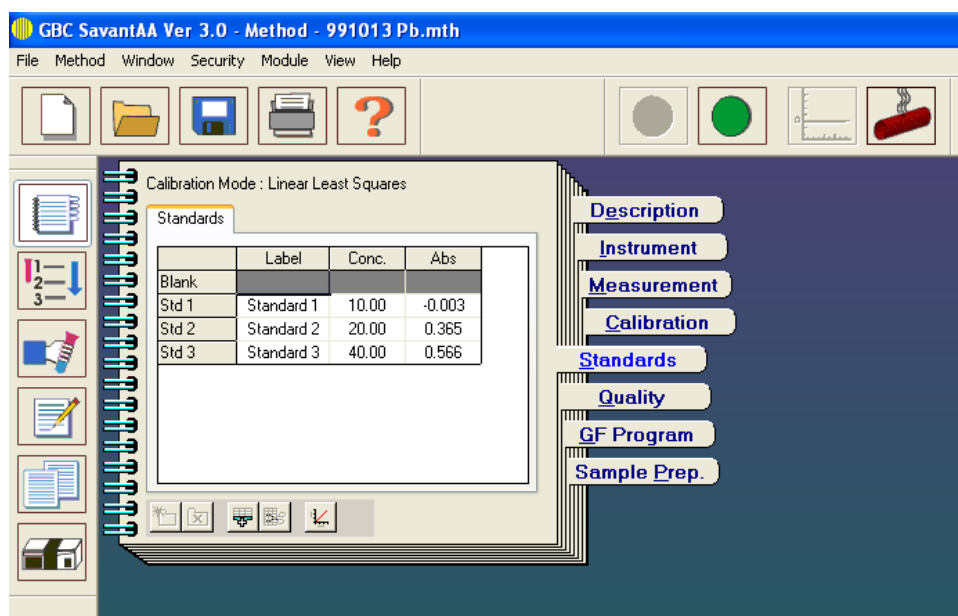 GBC SavantAA Ver 3.0 - Method - 991013 Pb.mth
File Method Window Security Module View Help
Calibration Mode : Linear Least Squares
Standards
Label Conc. Abs
Blank
Std 1 Standard 1 10.00 -0.003
Std 2 Standard 2 20.00 0.365
Std 3 Standard 3 40.00 0.566
Description
Instrument
Measurement
Calibration
Standards
Quality
GF Program
Sample Prep.
1
2
3